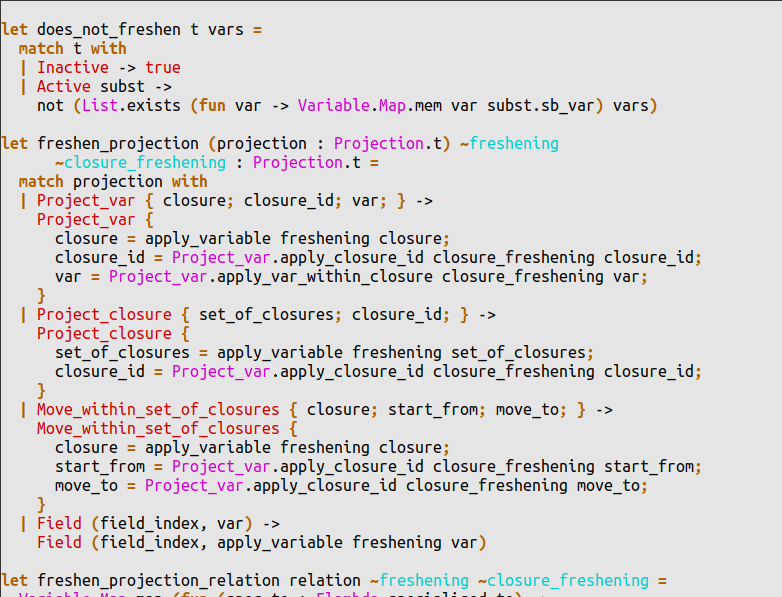 let does_not_freshen t vars =
  match t with
  | Inactive -> true
  | Active subst ->
    not (List.exists (fun var -> Variable.Map.mem var subst.sb_var) vars)
let freshen_projection (projection : Projection.t) ~freshening
      ~closure_freshening : Projection.t =
  match projection with
  | Project_var { closure; closure_id; var; } ->
    Project_var {
      closure = apply_variable freshening closure;
      closure_id = Project_var.apply_closure_id closure_freshening closure_id;
      var = Project_var.apply_var_within_closure closure_freshening var;
    }
  | Project_closure { set_of_closures; closure_id; } ->
    Project_closure {
      set_of_closures = apply_variable freshening set_of_closures;
      closure_id = Project_var.apply_closure_id closure_freshening closure_id;
    }
  | Move_within_set_of_closures { closure; start_from; move_to; } ->
    Move_within_set_of_closures {
      closure = apply_variable freshening closure;
      start_from = Project_var.apply_closure_id closure_freshening start_from;
      move_to = Project_var.apply_closure_id closure_freshening move_to;
    }
  | Field (field_index, var) ->
    Field (field_index, apply_variable freshening var)
let freshen_projection_relation relation ~freshening ~closure_freshening =